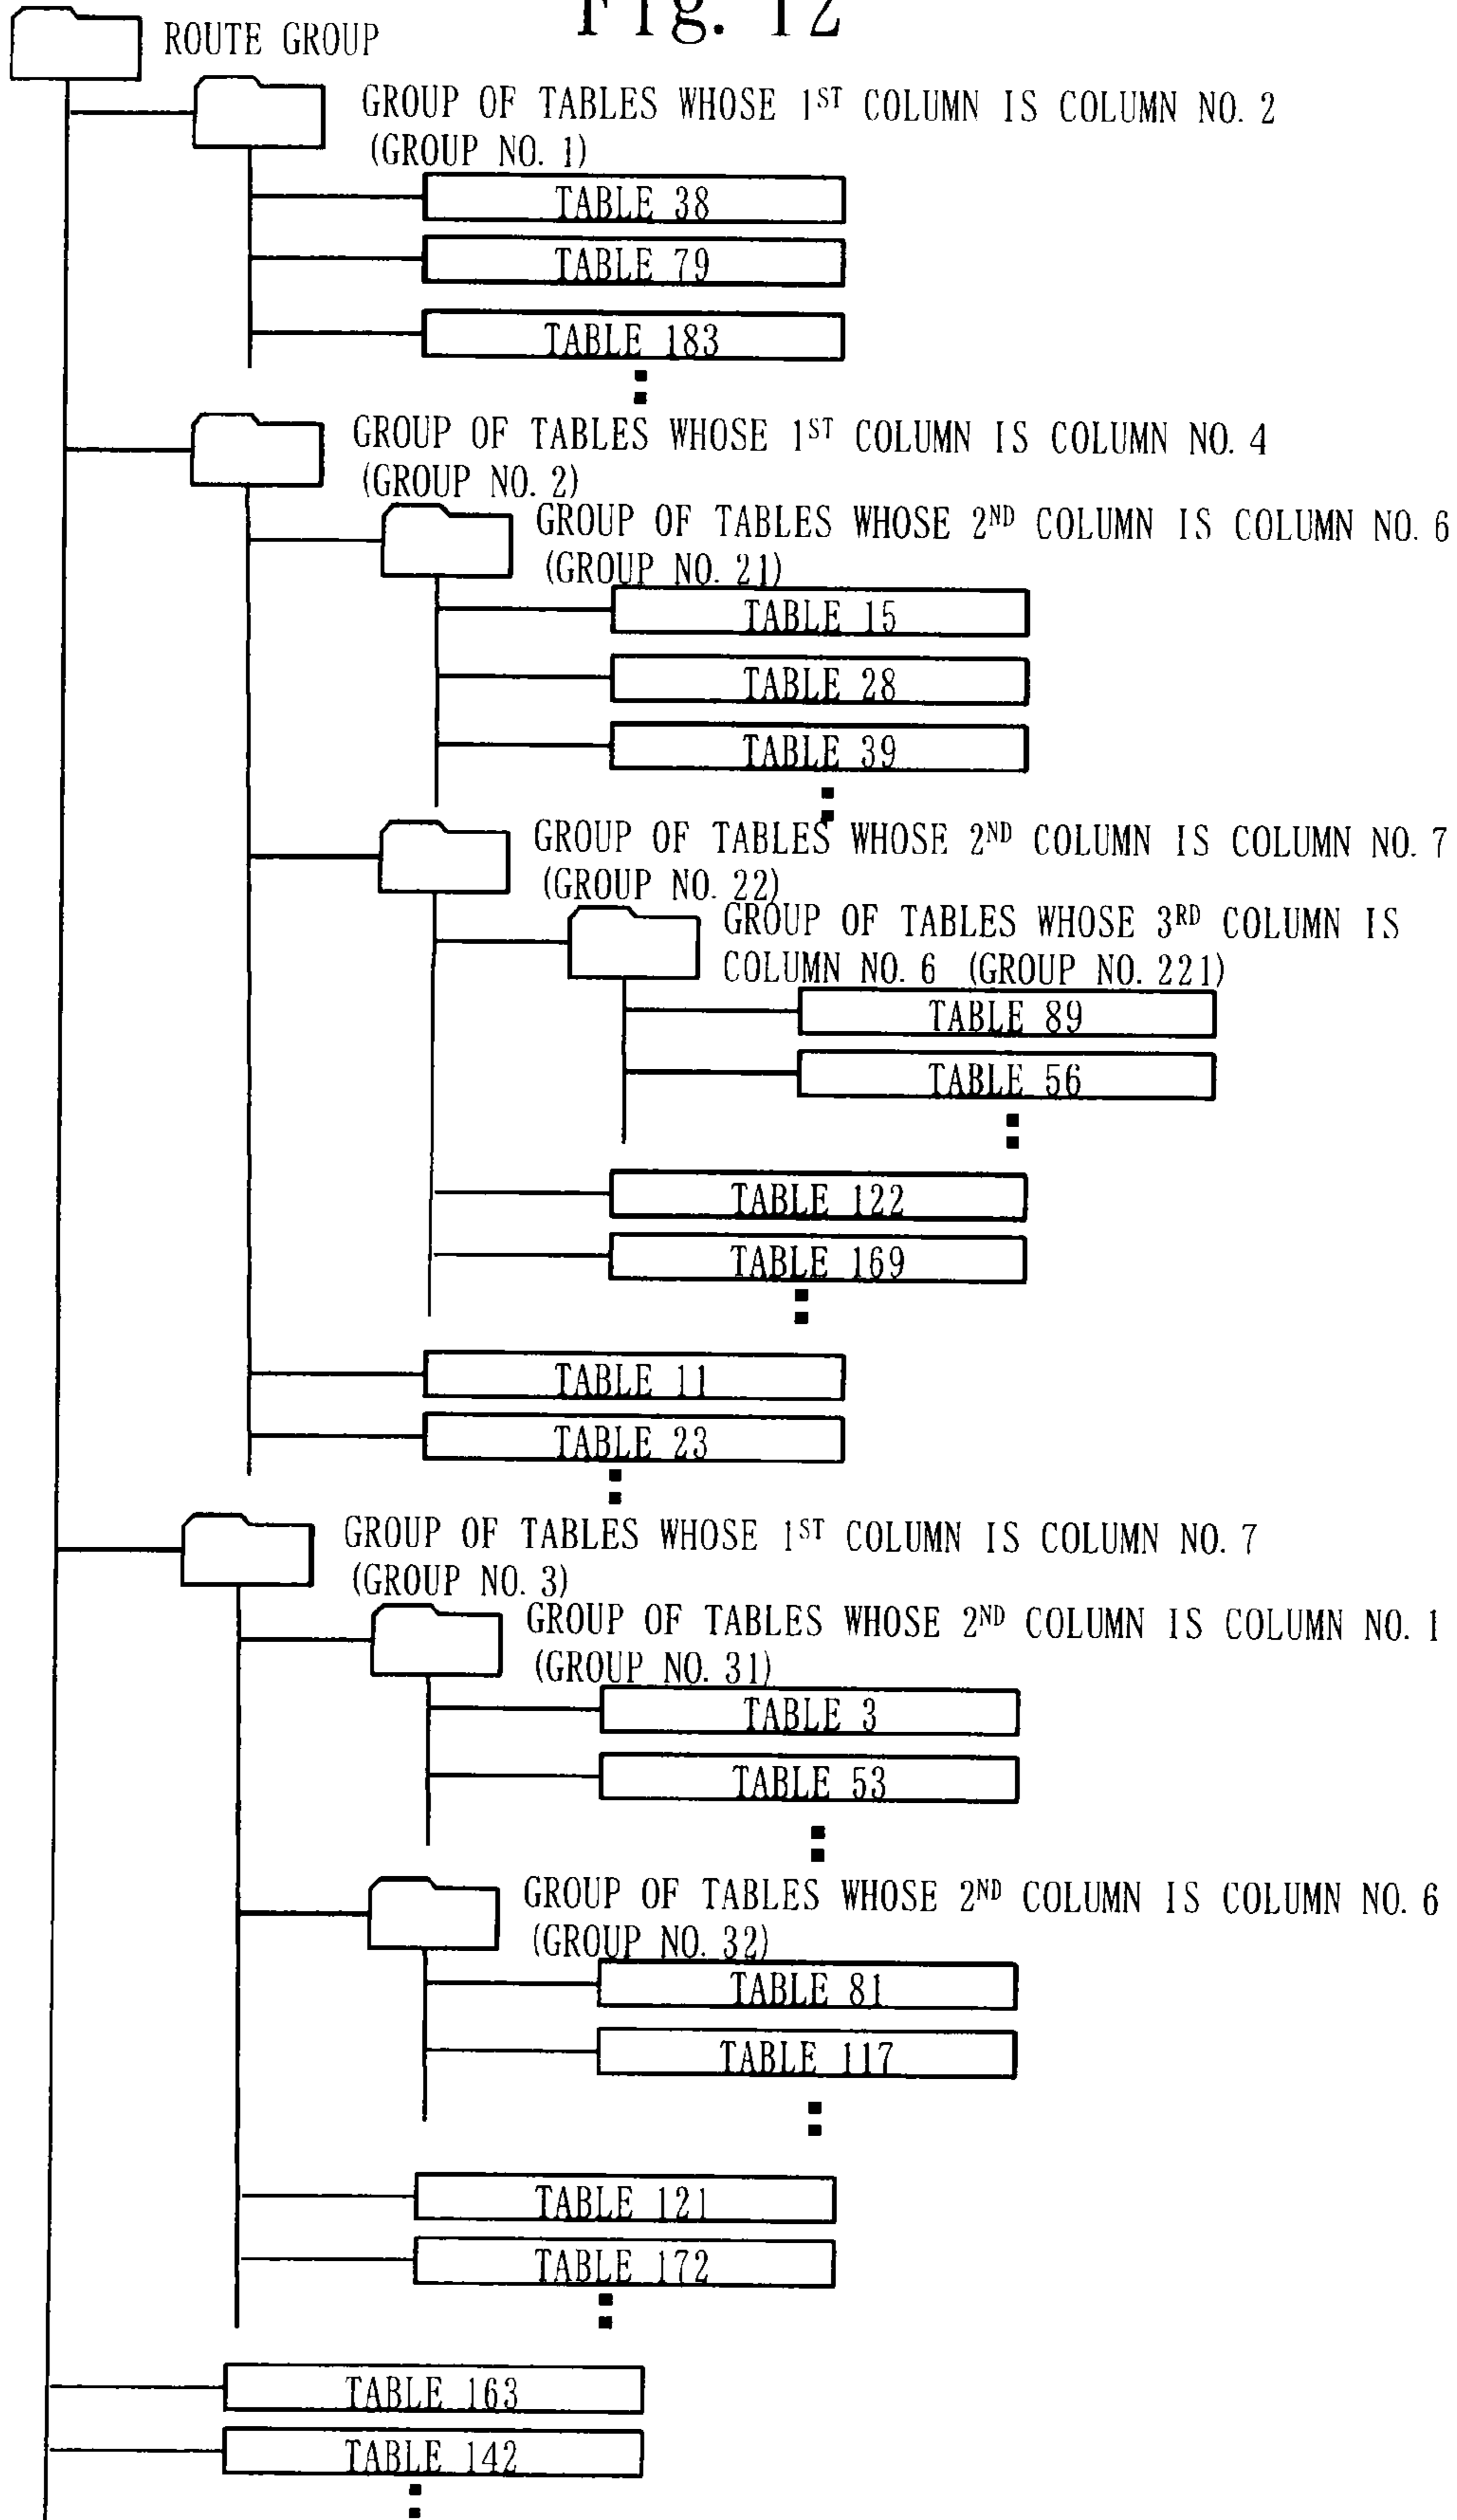 Fig. 12
ROUTE GROUP
GROUP OF TABLES WHOSE 1ST COLUMN IS COLUMN NO. 2
(GROUP NO. 1)
TABLE 38
TABLE 79
TABLE 183
GROUP OF TABLES WHOSE 1ST COLUMN IS COLUMN NO. 4
(GROUP NO. 2)
GROUP OF TABLES WHOSE 2ND COLUMN IS COLUMN NO. 6
(GROUP NO. 21)
TABLE 15
TABLE 28
TABLE 39
GROUP OF TABLES WHOSE 2ND COLUMN IS COLUMN NO. 7
(GROUP NO. 22)
GROUP OF TABLES WHOSE 3RD COLUMN IS
COLUMN NO. 6 (GROUP NO. 221)
TABLE 89
TABLE 56
TABLE 122
TABLE 169
TABLE 11
TABLE 23
GROUP OF TABLES WHOSE 1ST COLUMN IS COLUMN NO. 7
(GROUP NO. 3)
GROUP OF TABLES WHOSE 2ND COLUMN IS COLUMN NO. 1
(GROUP NO. 31)
TABLE 3
TABLE 53
GROUP OF TABLES WHOSE 2ND COLUMN IS COLUMN NO. 6
(GROUP NO. 32)
TABLE 81
TABLE 117
TABLE 121
TABLE 172
TABLE 163
TABLE 142